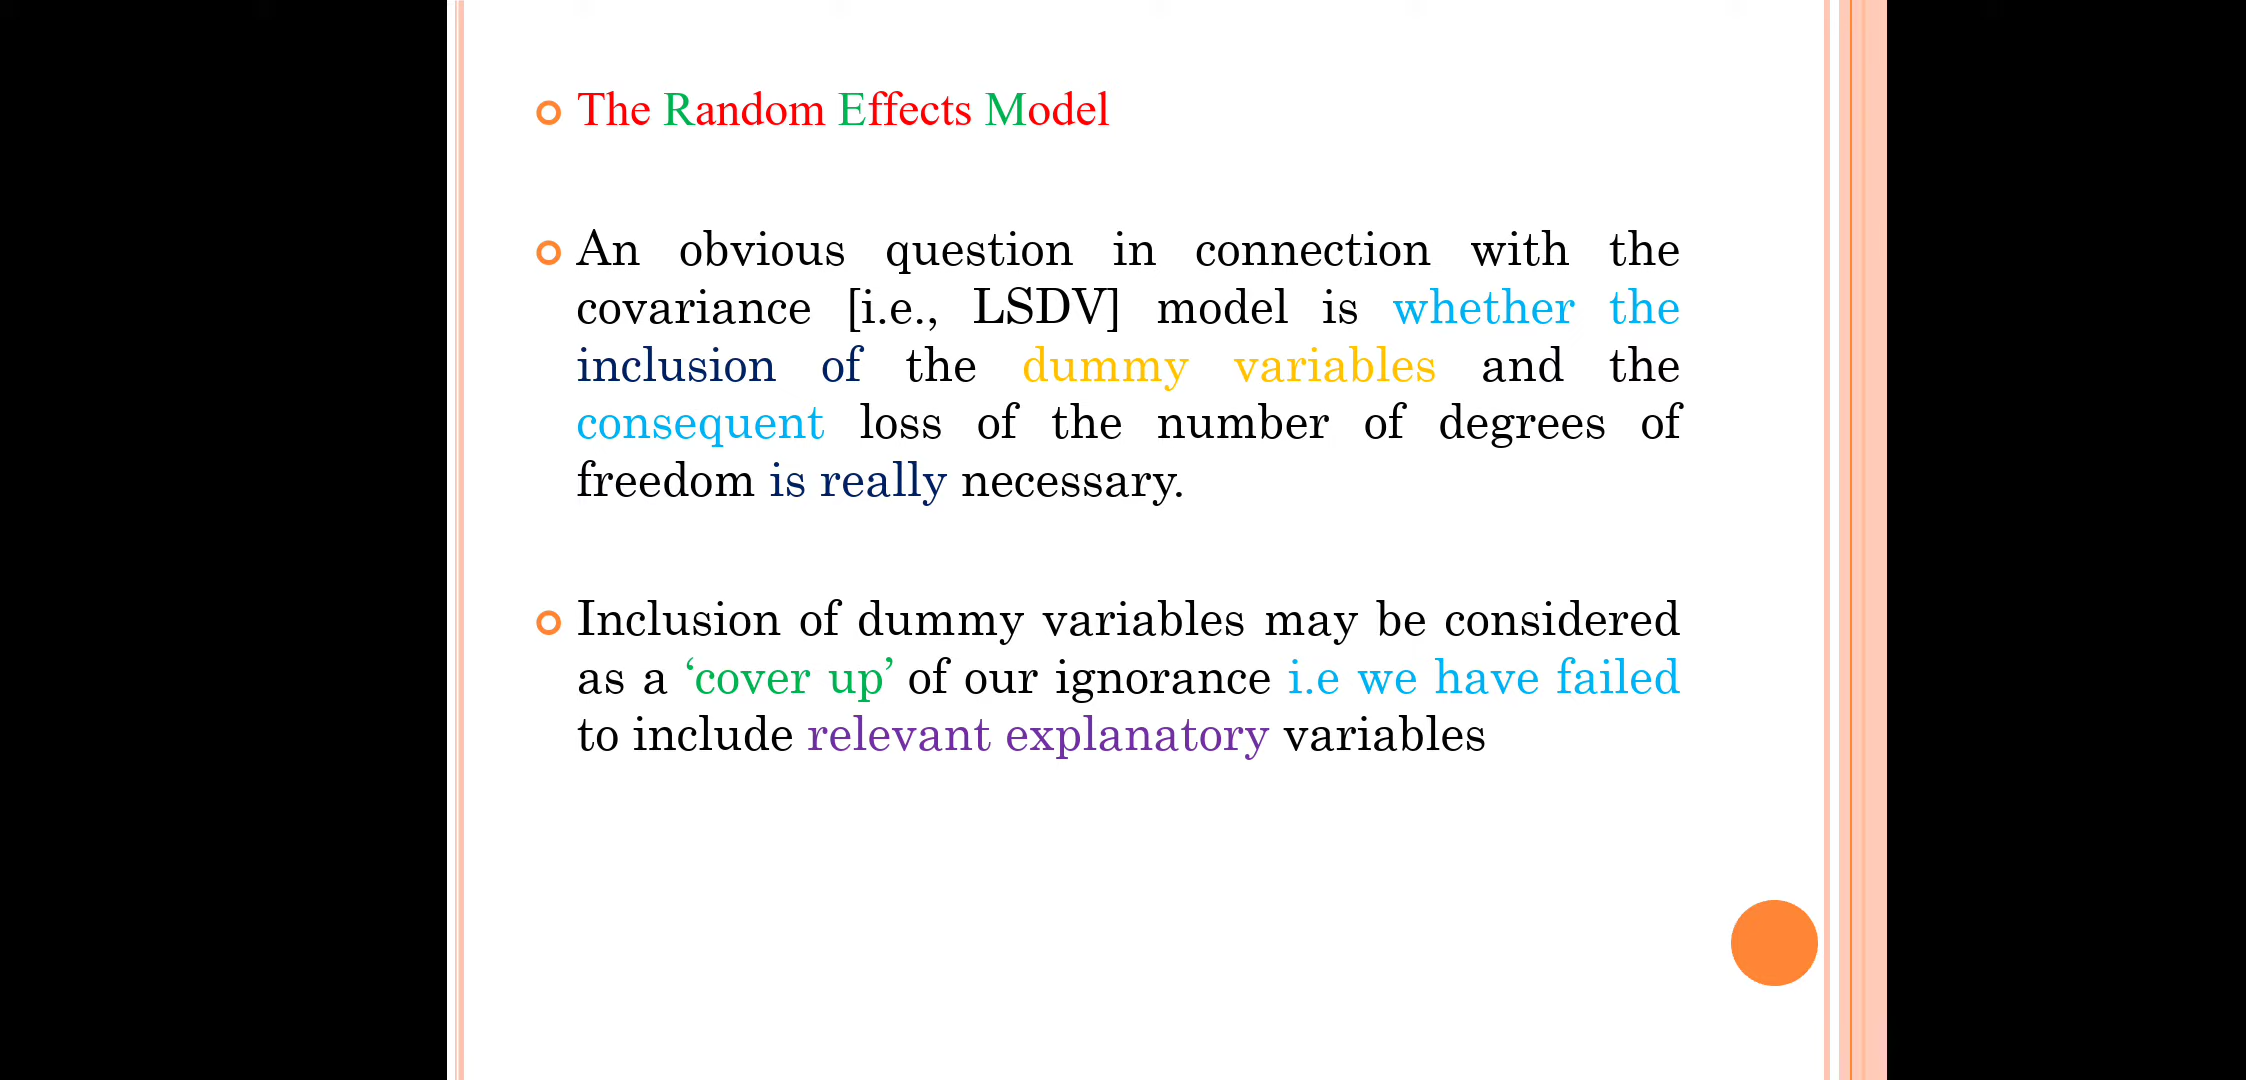 The Random Effects Model
An obvious question in connection with the
covariance [i.e., LSDV] model is whether the
inclusion of the dummy variables and the
consequent loss of the number of degrees of
freedom is really necessary.
Inclusion of dummy variables may be considered
as a ‘cover up’ of our ignorance i.e we have failed
to include relevant explanatory variables